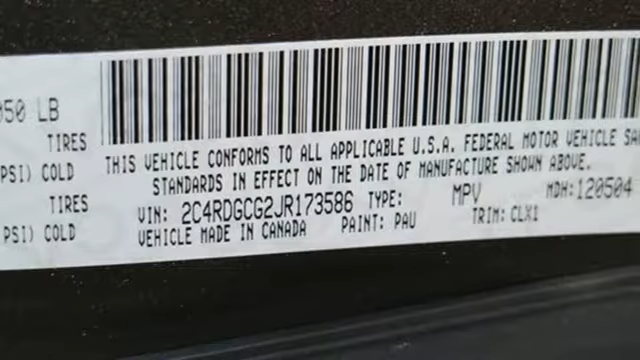 050 LB
TIRES
PSI) COLD
TIRES
PSI) COLD
THIS VEHICLE CONFORMS TO ALL APPLICABLE U.S.A. FEDERAL MOTOR VEHICLE SA
STANDARDS IN EFFECT ON THE DATE OF MANUFACTURE SHOWN ABOVE.
VIN: 2C4RDGCG2JR173586 TYPE: MPV MDH: 120504
VEHICLE MADE IN CANADA PAINT: PAU TRIM: CLX1